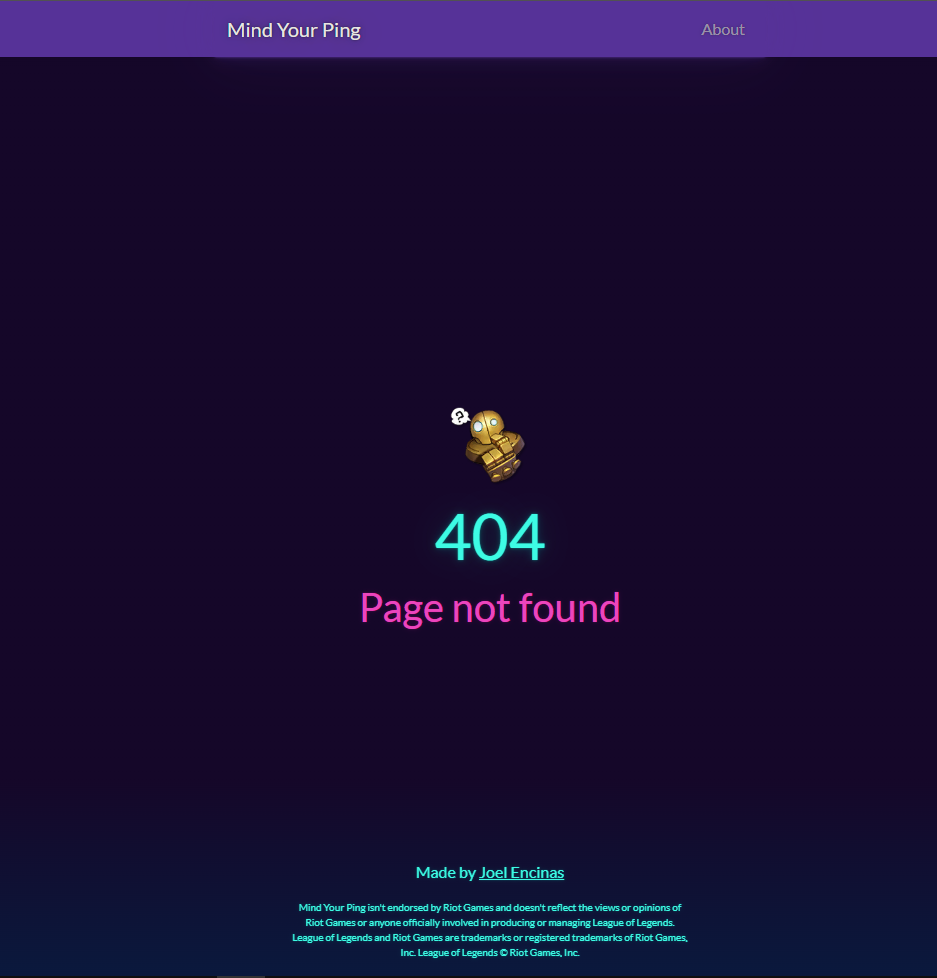 Mind Your Ping
About
?
404
Page not found
Made by Joel Encinas
Mind Your Ping isn't endorsed by Riot Games and doesn't reflect the views or opinions of
Riot Games or anyone officially involved in producing or managing League of Legends.
League of Legends and Riot Games are trademarks or registered trademarks of Riot Games,
Inc. League of Legends © Riot Games, Inc.